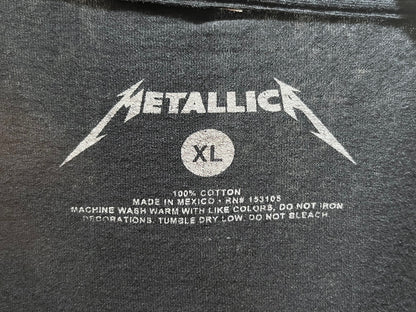 METALLICA
XL
100% COTTON
MADE IN MEXICO • RN# 153105
MACHINE WASH WARM WITH LIKE COLORS, DO NOT IRON
DECORATIONS. TUMBLE DRY LOW. DO NOT BLEACH.